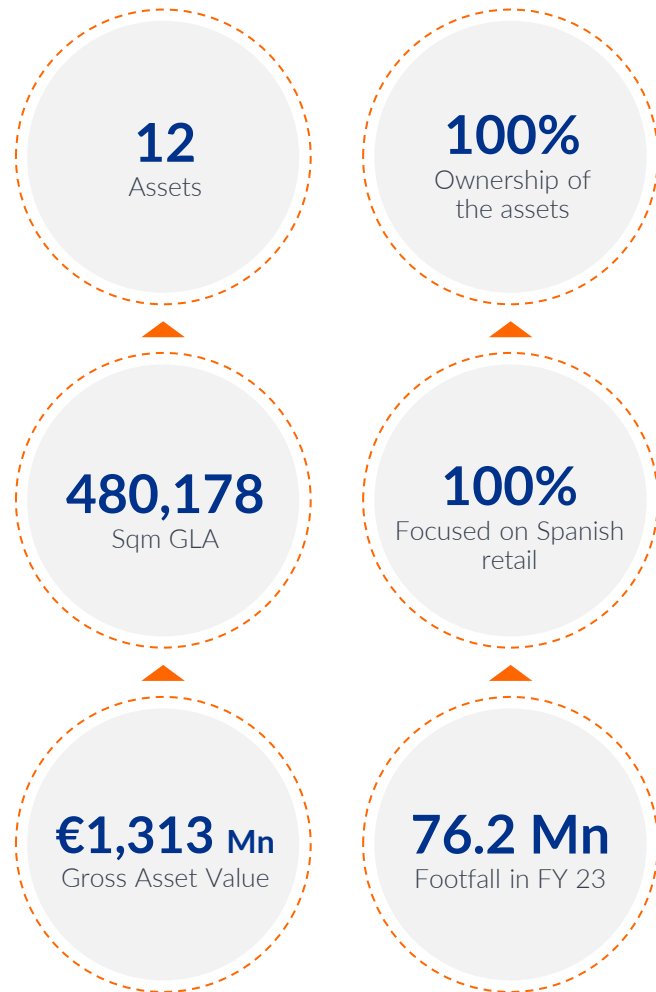 12
Assets
100%
Ownership of
the assets
480,178
Sqm GLA
100%
Focused on Spanish
retail
€1,313 Mn
Gross Asset Value
76.2 Mn
Footfall in FY 23